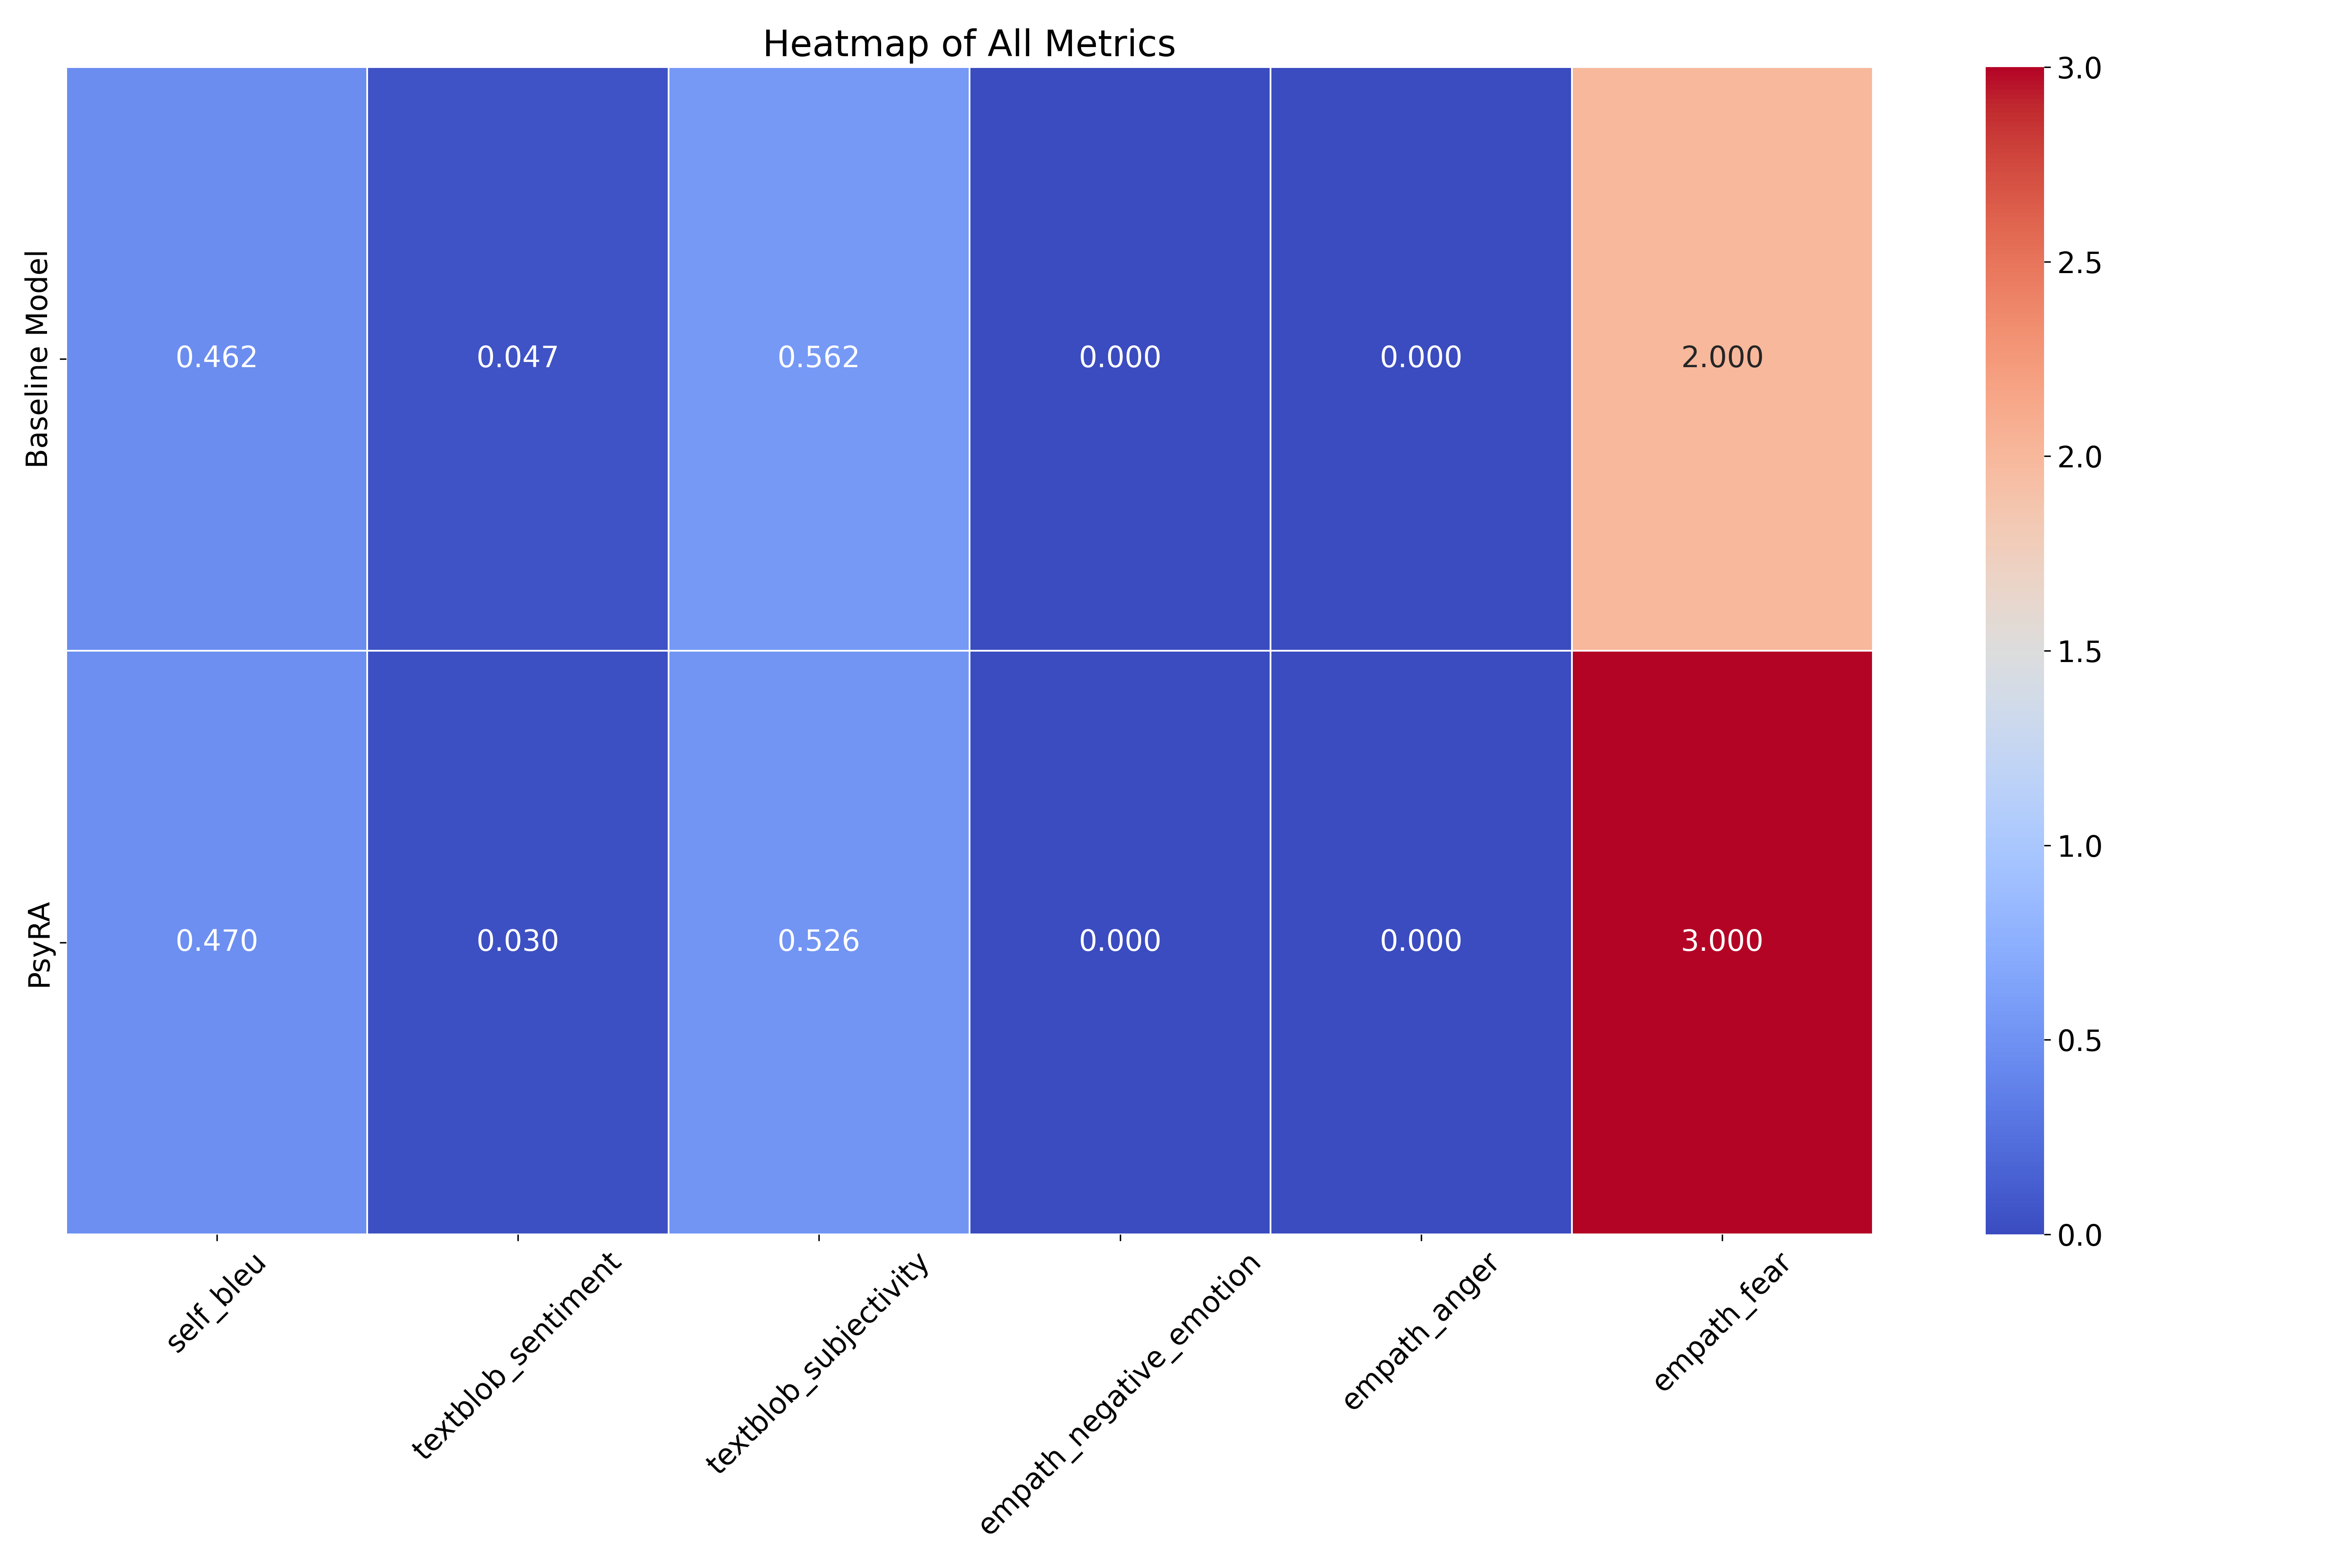 Heatmap of All Metrics
Baseline Model
0.462 0.047 0.562 0.000 0.000 2.000
PsyRA
0.470 0.030 0.526 0.000 0.000 3.000
self_bleu
textblob_sentiment
textblob_subjectivity
empath_negative_emotion
empath_anger
empath_fear
3.0
2.5
2.0
1.5
1.0
0.5
0.0